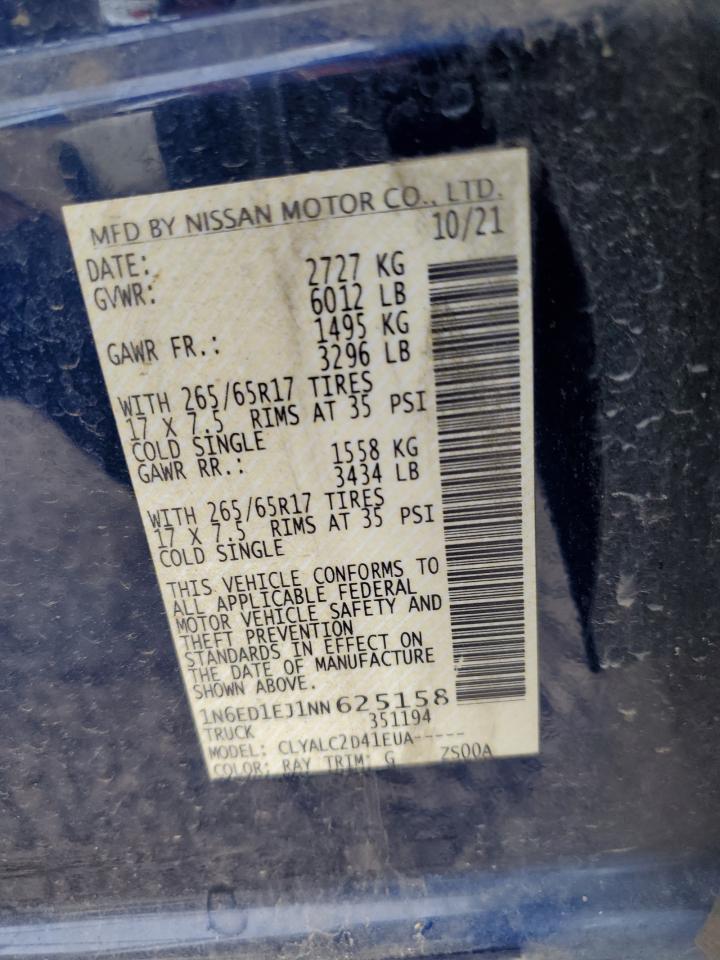 MFD BY NISSAN MOTOR CO., LTD.
DATE: 10/21
GVWR: 2727 KG
6012 LB
GAWR FR.: 1495 KG
3296 LB
WITH 265/65R17 TIRES
17 X 7.5 RIMS AT 35 PSI
COLD SINGLE
GAWR RR.: 1558 KG
3434 LB
WITH 265/65R17 TIRES
17 X 7.5 RIMS AT 35 PSI
COLD SINGLE
THIS VEHICLE CONFORMS TO
ALL APPLICABLE FEDERAL
MOTOR VEHICLE SAFETY AND
THEFT PREVENTION
STANDARDS IN EFFECT ON
THE DATE OF MANUFACTURE
SHOWN ABOVE.
1N6ED1EJ1NN625158
TRUCK 351194
MODEL: CLYALC2D41EUA-----
COLOR: RAY TRIM: G ZS00A